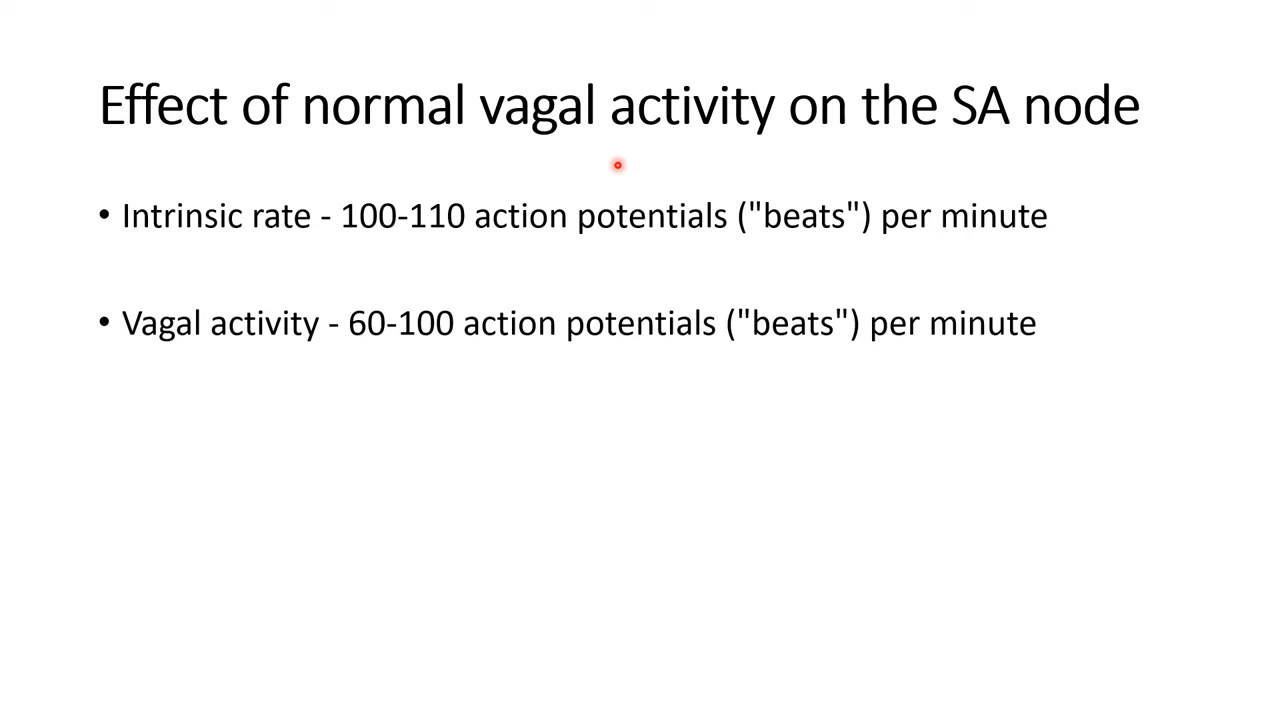 Effect of normal vagal activity on the SA node
• Intrinsic rate - 100-110 action potentials ("beats") per minute
• Vagal activity - 60-100 action potentials ("beats") per minute